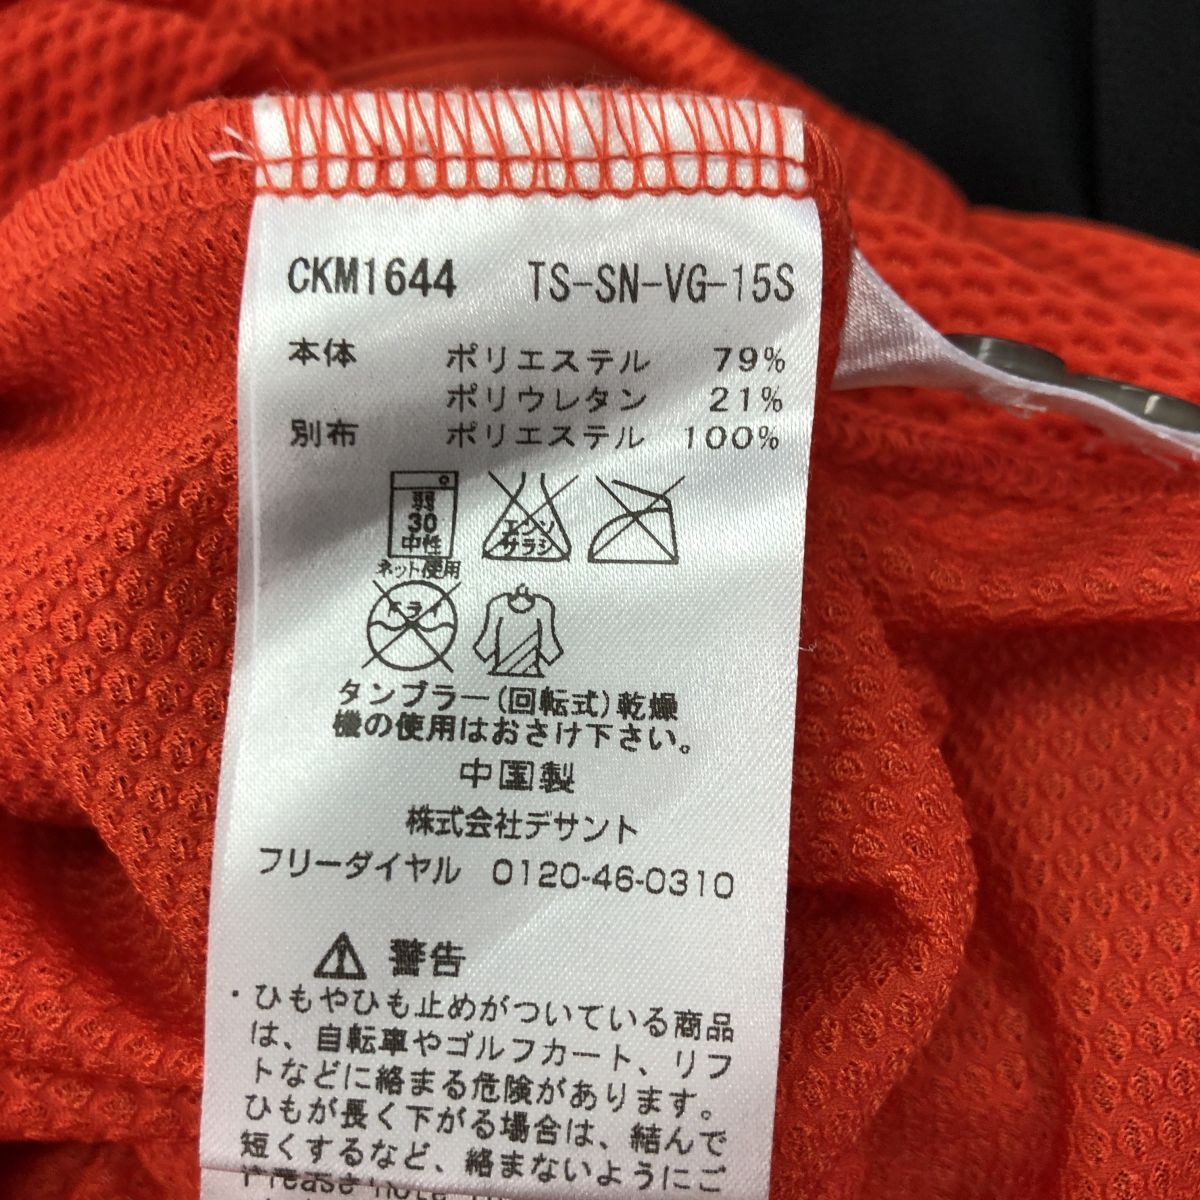 CKM1644 TS-SN-VG-15S
本体 ポリエステル 79%
ポリウレタン 21%
別布 ポリエステル 100%
弱
30
中性
ネット使用
エンソ
サラシ
ドライ
タンブラー(回転式)乾燥
機の使用はおさけ下さい。
中国製
株式会社デサント
フリーダイヤル 0120-46-0310
警告
・ひもやひも止めがついている商品
は、自転車やゴルフカート、リフ
トなどに絡まる危険があります。
ひもが長く下がる場合は、結んで
短くするなど、絡まないようにご
Please note